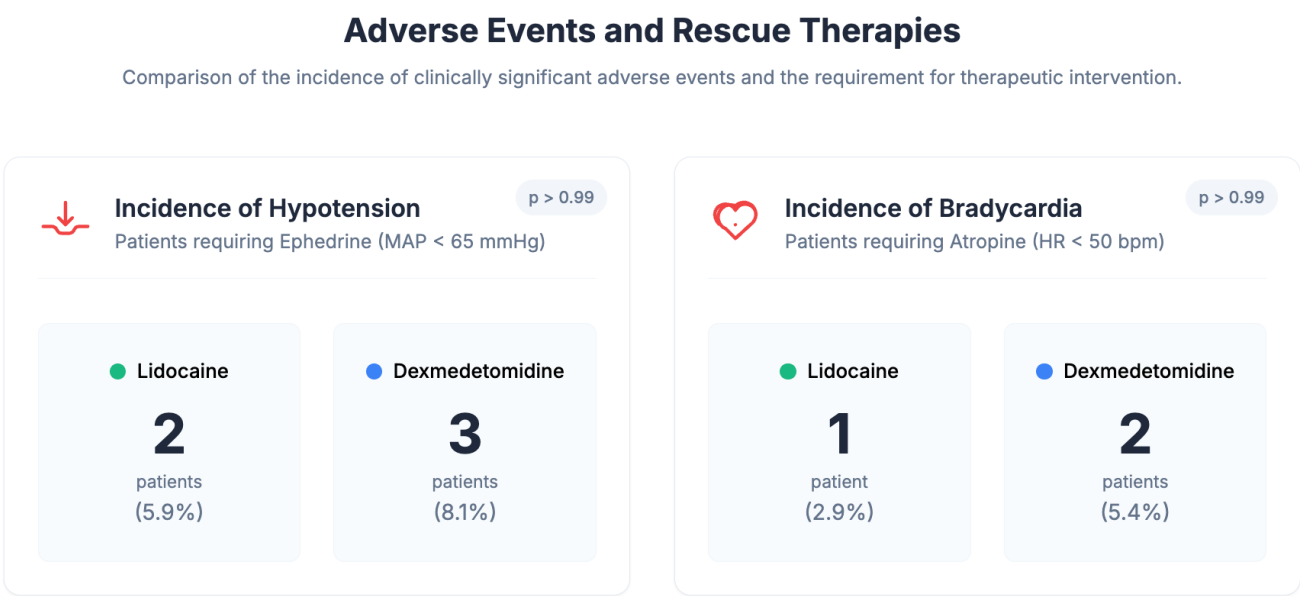 Adverse Events and Rescue Therapies
Comparison of the incidence of clinically significant adverse events and the requirement for therapeutic intervention.
p > 0.99
Incidence of Hypotension
Patients requiring Ephedrine (MAP < 65 mmHg)
Lidocaine
2
patients
(5.9%)
Dexmedetomidine
3
patients
(8.1%)
p > 0.99
Incidence of Bradycardia
Patients requiring Atropine (HR < 50 bpm)
Lidocaine
1
patient
(2.9%)
Dexmedetomidine
2
patients
(5.4%)